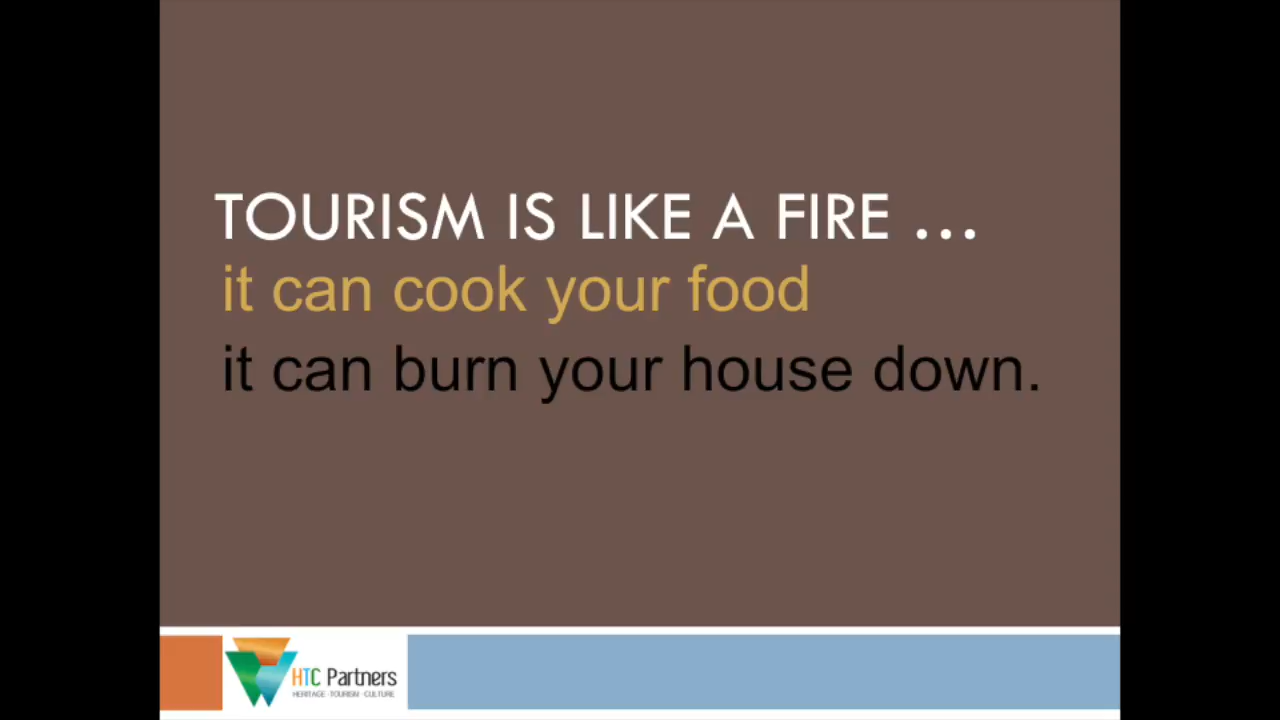 TOURISM IS LIKE A FIRE ...
it can cook your food
it can burn your house down.
HTC Partners
HERITAGE · TOURISM · CULTURE